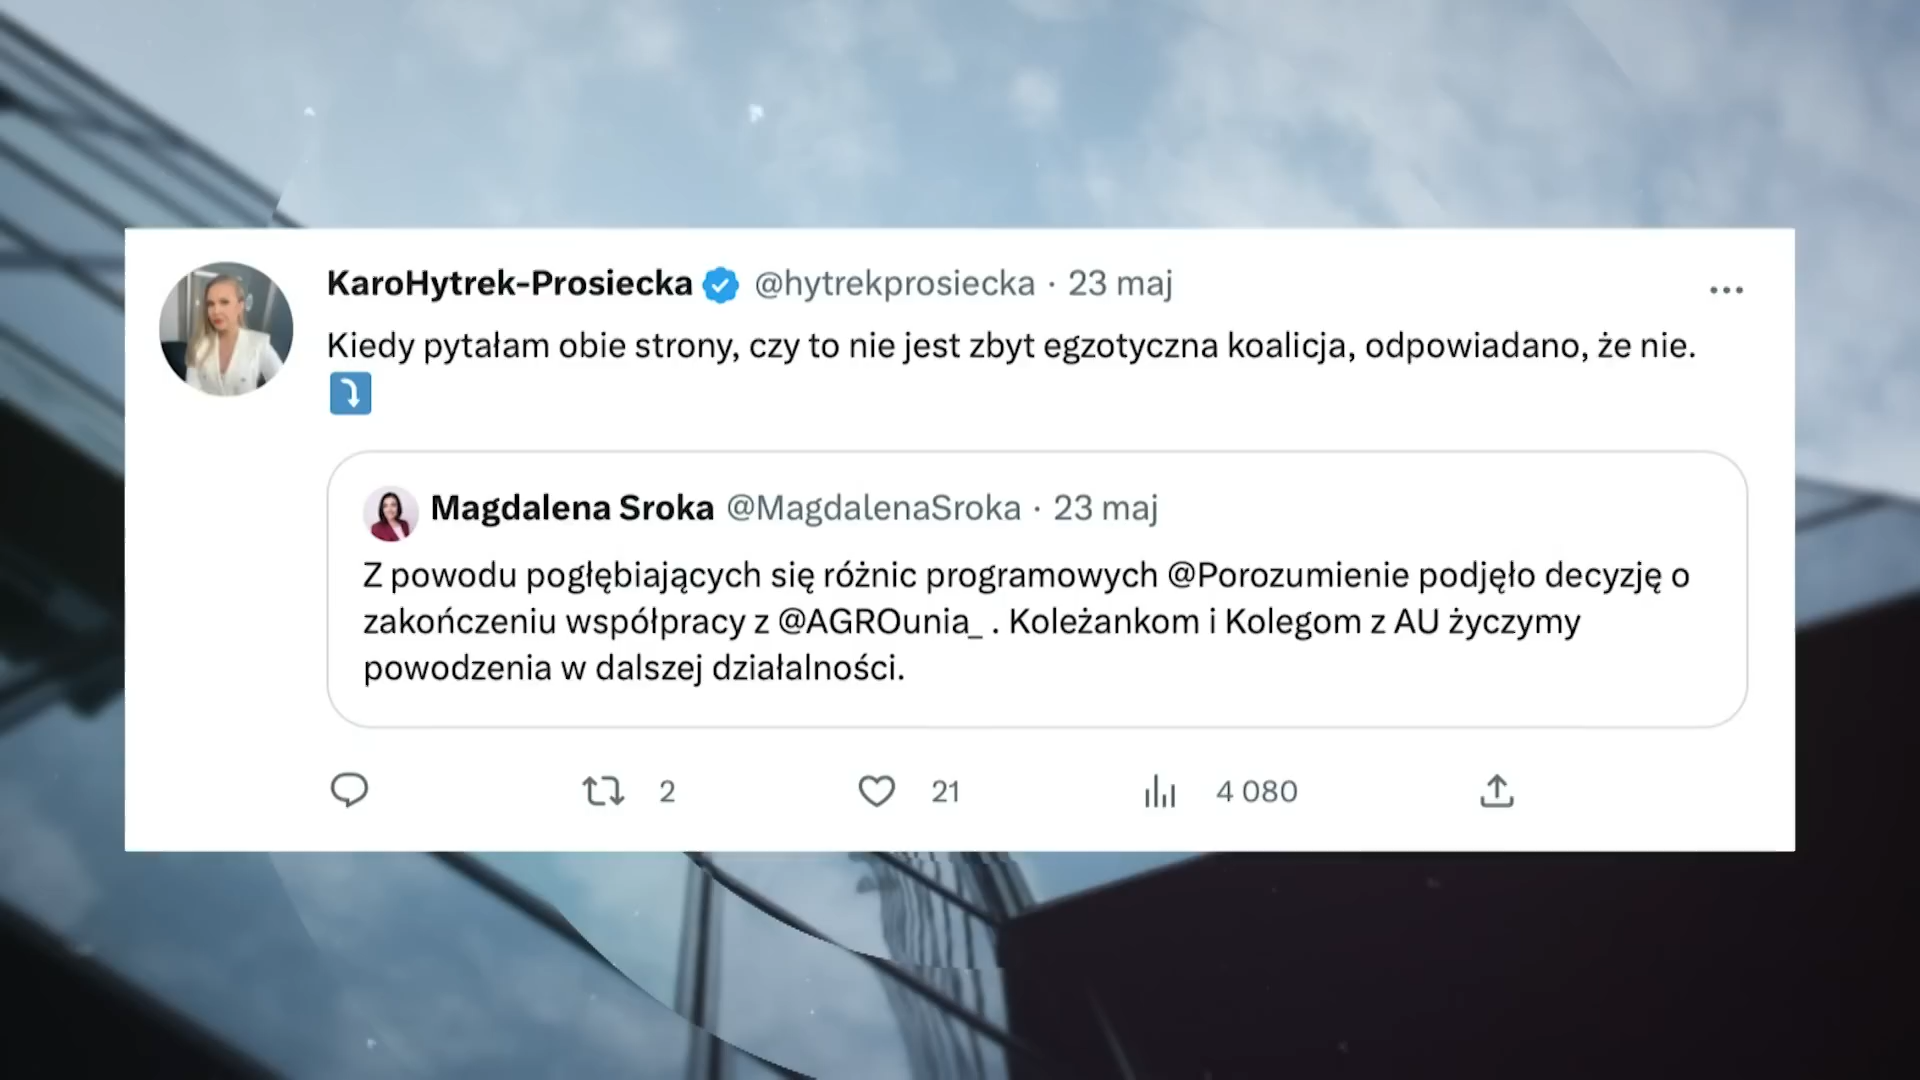 KaroHytrek-Prosiecka @hytrekprosiecka · 23 maj
Kiedy pytałam obie strony, czy to nie jest zbyt egzotyczna koalicja, odpowiadano, że nie.
⤵️
Magdalena Sroka @MagdalenaSroka · 23 maj
Z powodu pogłębiających się różnic programowych @Porozumienie podjęło decyzję o
zakończeniu współpracy z @AGROunia_ . Koleżankom i Kolegom z AU życzymy
powodzenia w dalszej działalności.
2 21 4 080